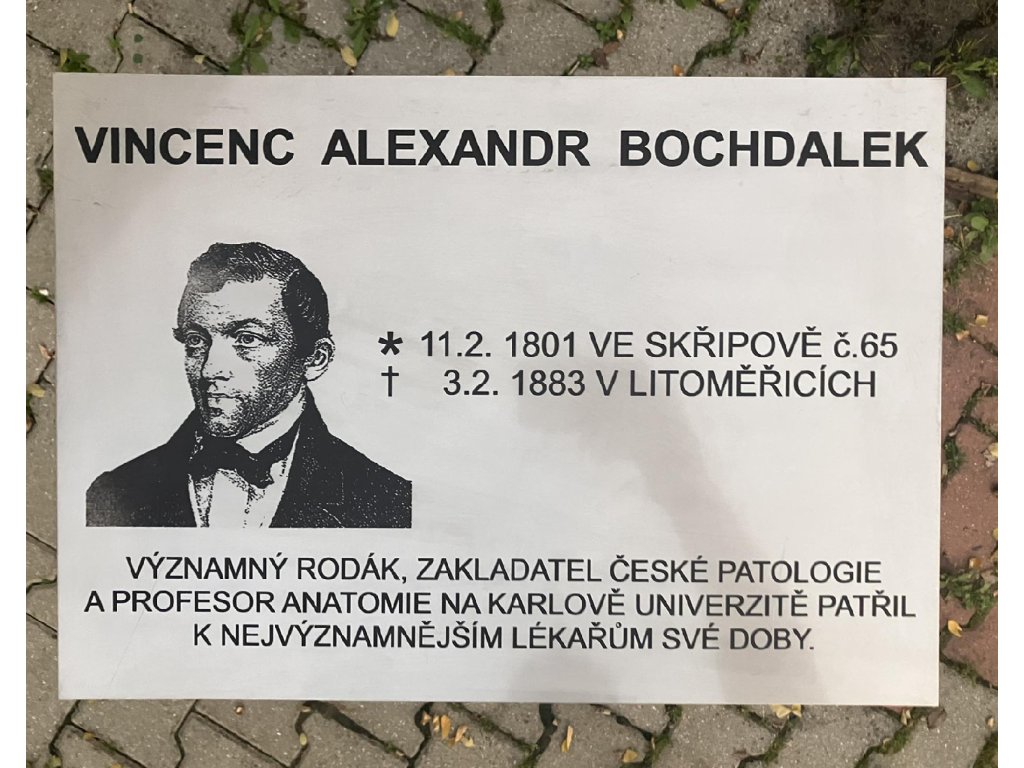 VINCENC ALEXANDR BOCHDALEK
* 11.2. 1801 VE SKŘIPOVĚ č.65
† 3.2. 1883 V LITOMĚŘICÍCH
VÝZNAMNÝ RODÁK, ZAKLADATEL ČESKÉ PATOLOGIE
A PROFESOR ANATOMIE NA KARLOVĚ UNIVERZITĚ PATŘIL
K NEJVÝZNAMNĚJŠÍM LÉKAŘŮM SVÉ DOBY.